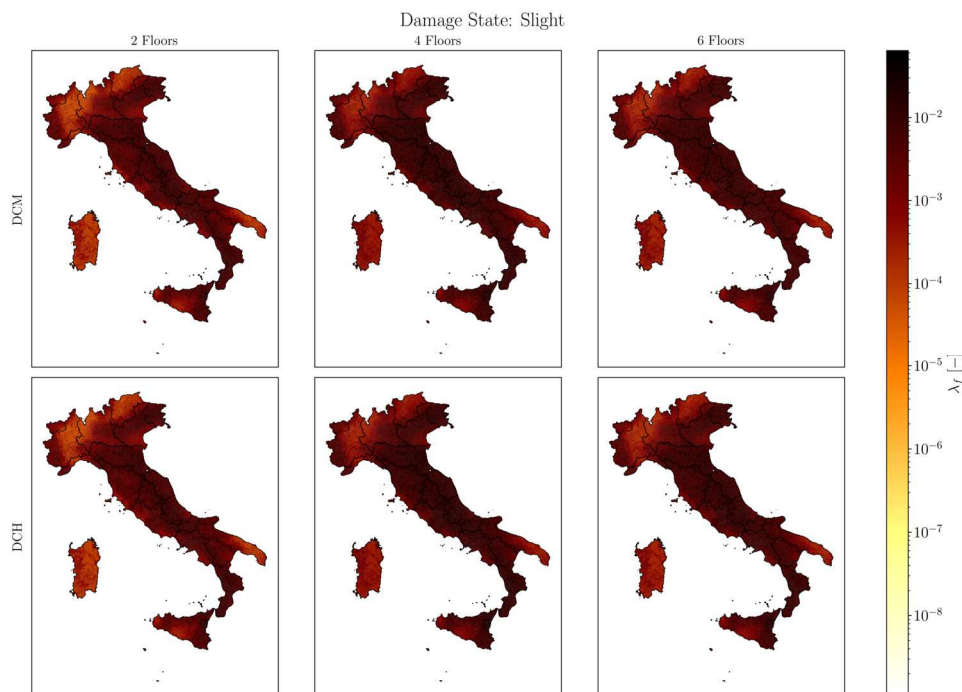 Damage State: Slight
2 Floors
4 Floors
6 Floors
DCM
DCH
10⁻²
10⁻³
10⁻⁴
10⁻⁵
10⁻⁶
10⁻⁷
10⁻⁸
λf [−]